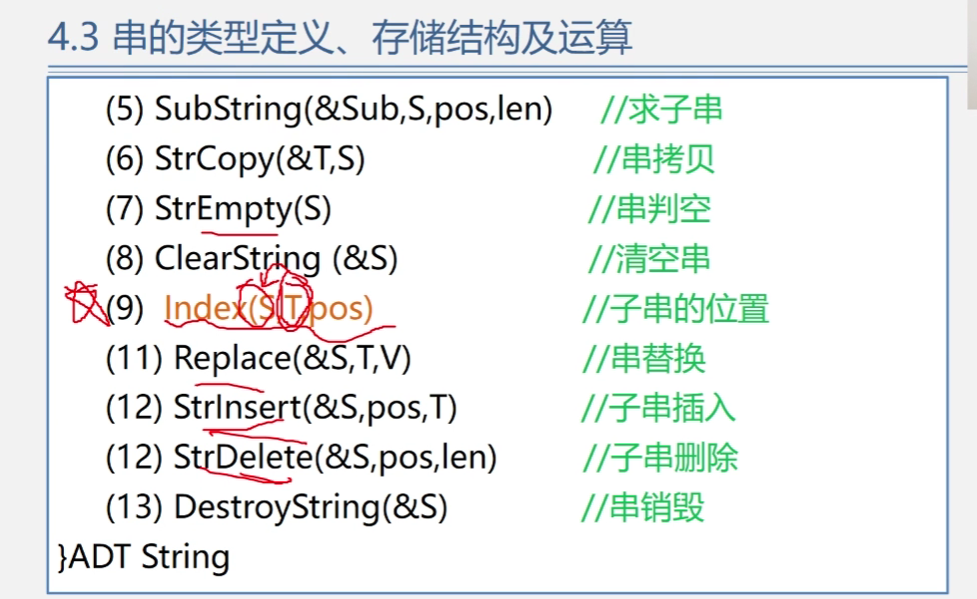 4.3 串的类型定义、存储结构及运算
(5) SubString(&Sub,S,pos,len) //求子串
(6) StrCopy(&T,S) //串拷贝
(7) StrEmpty(S) //串判空
(8) ClearString (&S) //清空串
(9) Index(S,T,pos) //子串的位置
(11) Replace(&S,T,V) //串替换
(12) StrInsert(&S,pos,T) //子串插入
(12) StrDelete(&S,pos,len) //子串删除
(13) DestroyString(&S) //串销毁
}ADT String